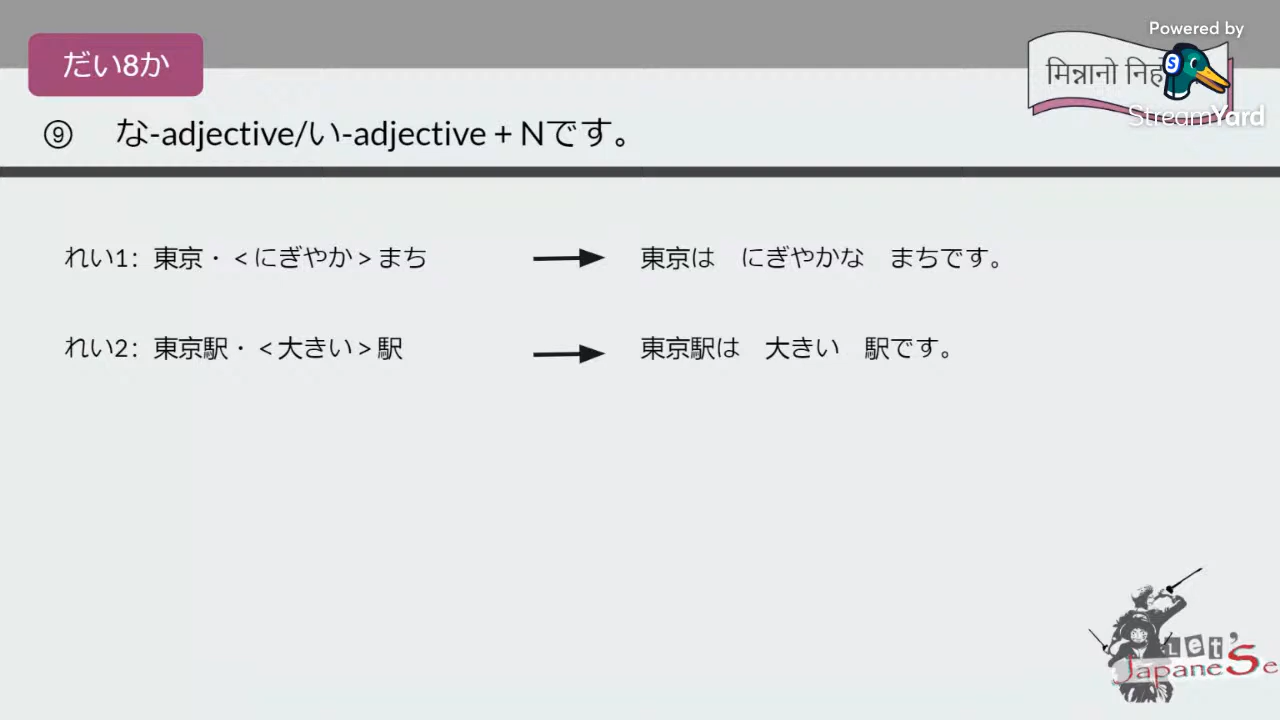 だい8か
Powered by
मिन्नानो
StreamYard
⑨ な-adjective/い-adjective + Nです。
れい1: 東京・<にぎやか>まち → 東京は にぎやかな まちです。
れい2: 東京駅・<大きい>駅 → 東京駅は 大きい 駅です。
Let's
JapaneSe